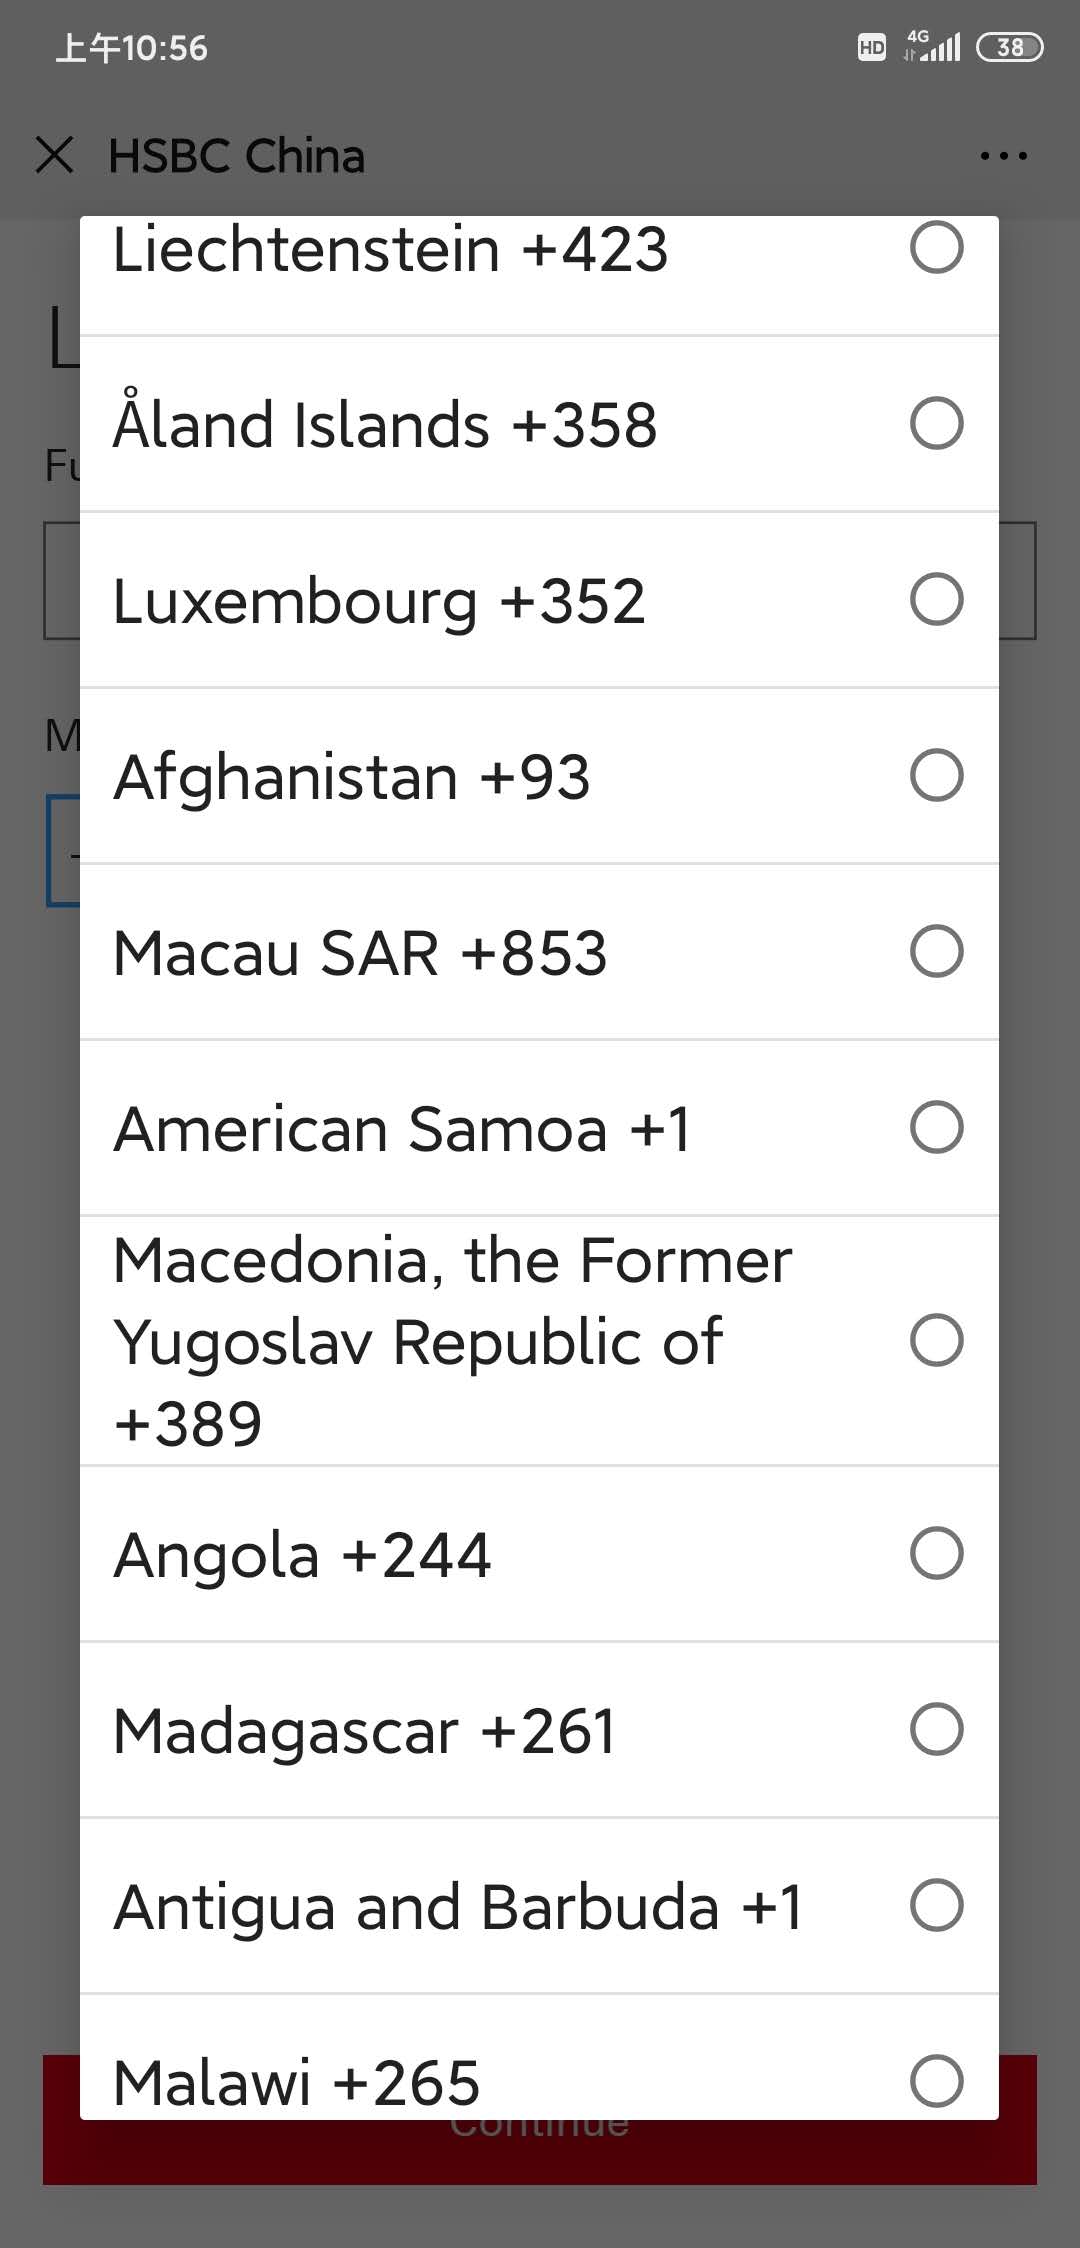 上午10:56
HD 4G 38
HSBC China
Liechtenstein +423
Åland Islands +358
Luxembourg +352
Afghanistan +93
Macau SAR +853
American Samoa +1
Macedonia, the Former
Yugoslav Republic of
+389
Angola +244
Madagascar +261
Antigua and Barbuda +1
Malawi +265
Continue